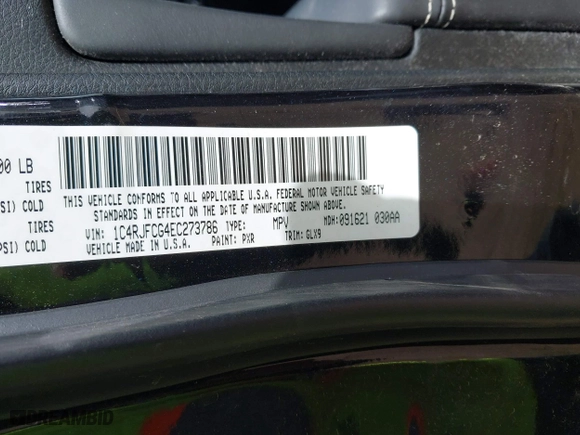 00 LB
TIRES
SI) COLD
TIRES
PSI) COLD
THIS VEHICLE CONFORMS TO ALL APPLICABLE U.S.A. FEDERAL MOTOR VEHICLE SAFETY
STANDARDS IN EFFECT ON THE DATE OF MANUFACTURE SHOWN ABOVE.
VIN: 1C4RJFCG4EC273786 TYPE: MPV MDH:091621 030AA
VEHICLE MADE IN U.S.A. PAINT: PXR TRIM: GLX9
DREAMBID